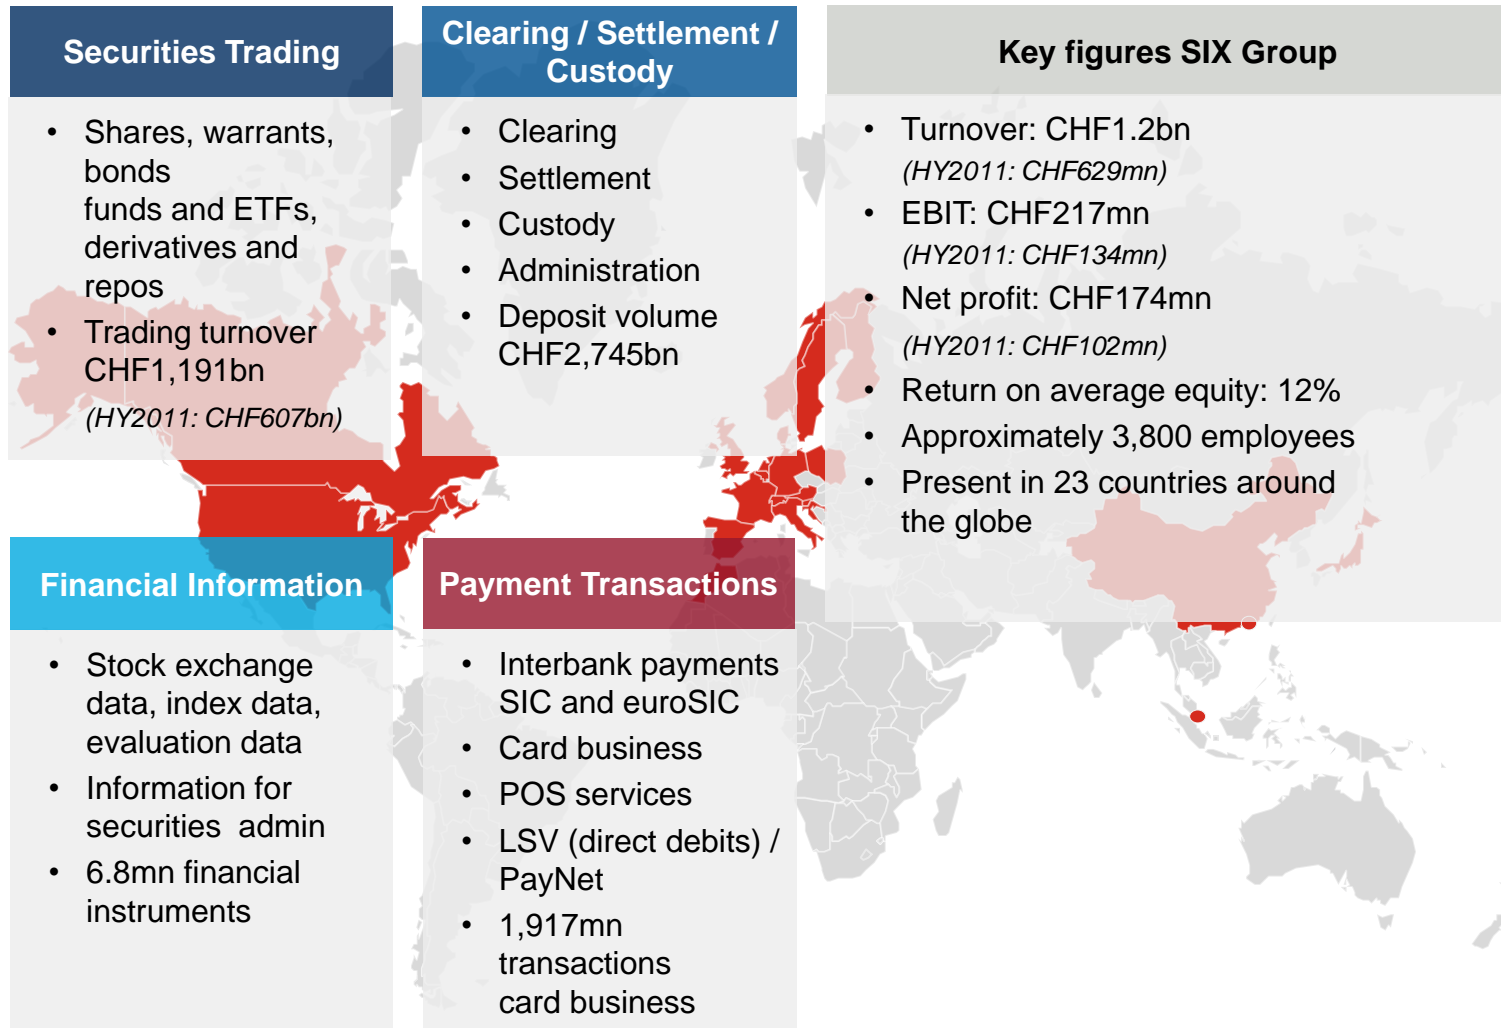 Securities Trading
• Shares, warrants,
bonds
funds and ETFs,
derivatives and
repos
• Trading turnover
CHF1,191bn
(HY2011: CHF607bn)
Clearing / Settlement /
Custody
• Clearing
• Settlement
• Custody
• Administration
• Deposit volume
CHF2,745bn
Key figures SIX Group
• Turnover: CHF1.2bn
(HY2011: CHF629mn)
• EBIT: CHF217mn
(HY2011: CHF134mn)
• Net profit: CHF174mn
(HY2011: CHF102mn)
• Return on average equity: 12%
• Approximately 3,800 employees
• Present in 23 countries around
the globe
Financial Information
• Stock exchange
data, index data,
evaluation data
• Information for
securities admin
• 6.8mn financial
instruments
Payment Transactions
• Interbank payments
SIC and euroSIC
• Card business
• POS services
• LSV (direct debits) /
PayNet
• 1,917mn
transactions
card business